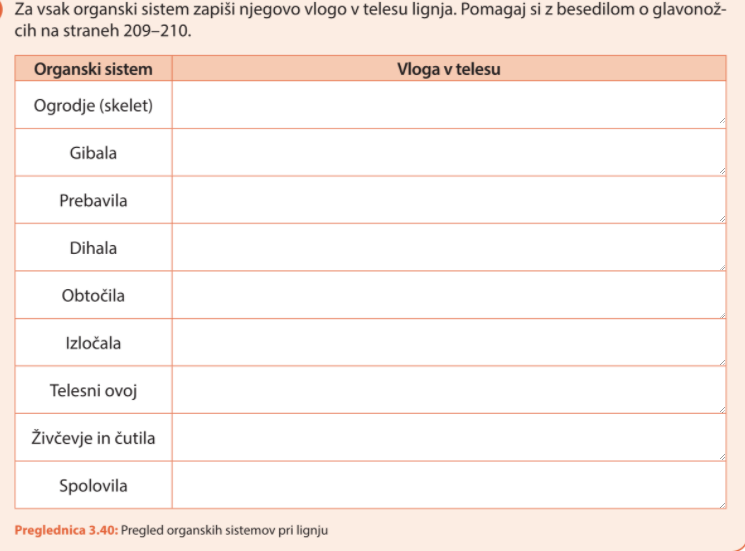 Za vsak organski sistem zapiši njegovo vlogo v telesu lignja. Pomagaj si z besedilom o glavonož-
cih na straneh 209–210.
Organski sistem Vloga v telesu
Ogrodje (skelet)
Gibala
Prebavila
Dihala
Obtočila
Izločala
Telesni ovoj
Živčevje in čutila
Spolovila
Preglednica 3.40: Pregled organskih sistemov pri lignju